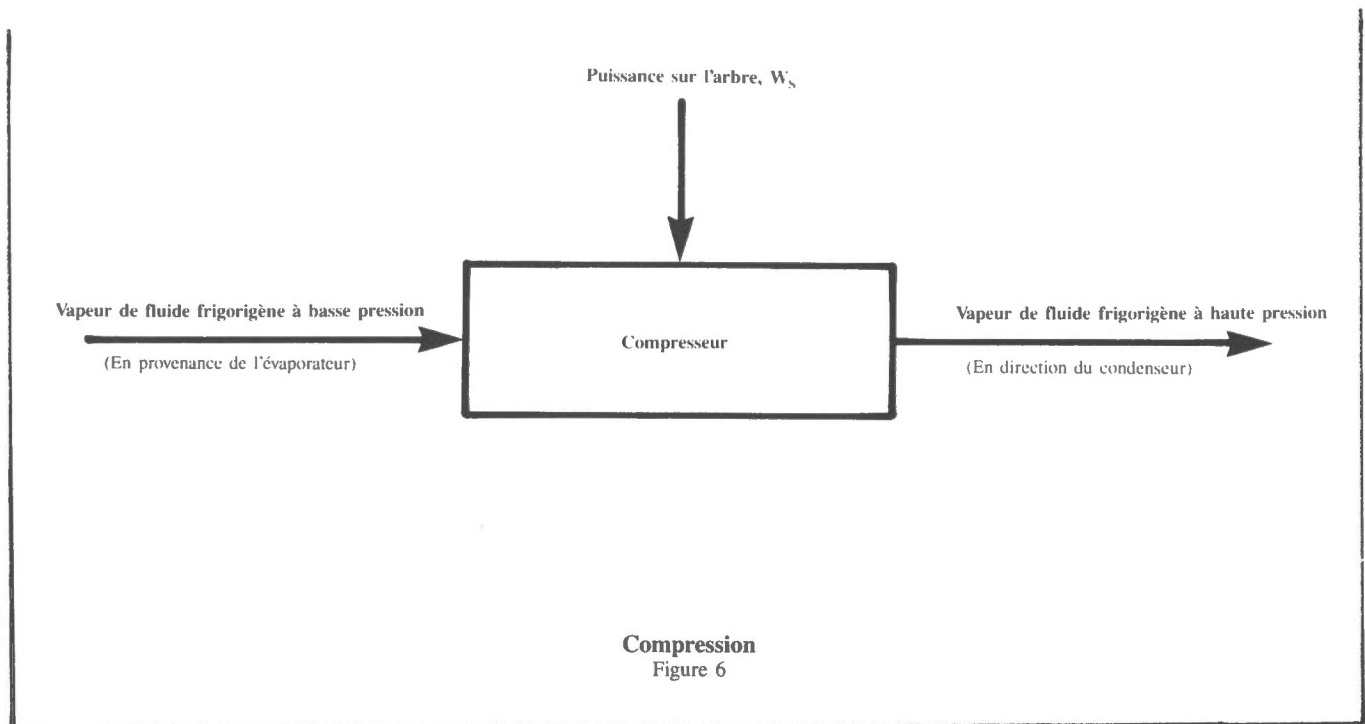 Puissance sur l'arbre, W_S
Vapeur de fluide frigorigène à basse pression
(En provenance de l'évaporateur)
Compresseur
Vapeur de fluide frigorigène à haute pression
(En direction du condenseur)
Compression
Figure 6